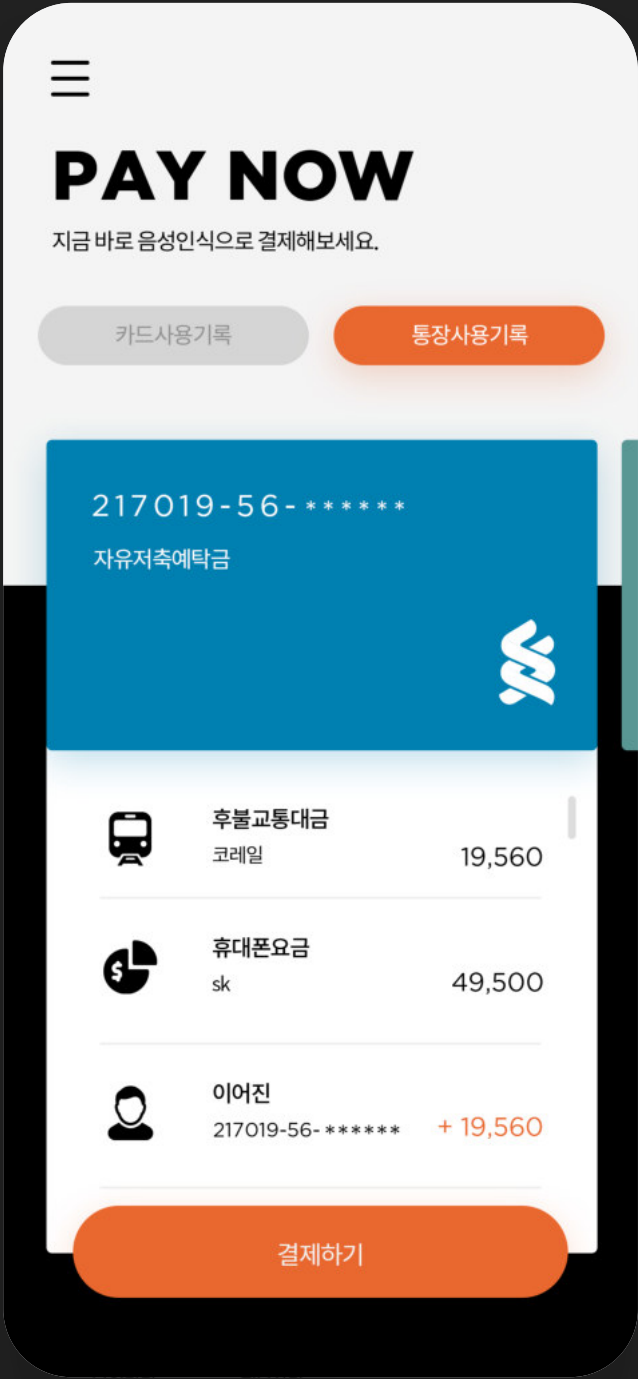 PAY NOW
지금 바로 음성인식으로 결제해보세요.
카드사용기록
통장사용기록
217019-56-******
자유저축예탁금
후불교통대금
코레일
19,560
휴대폰요금
sk
49,500
이어진
217019-56-******
+ 19,560
결제하기